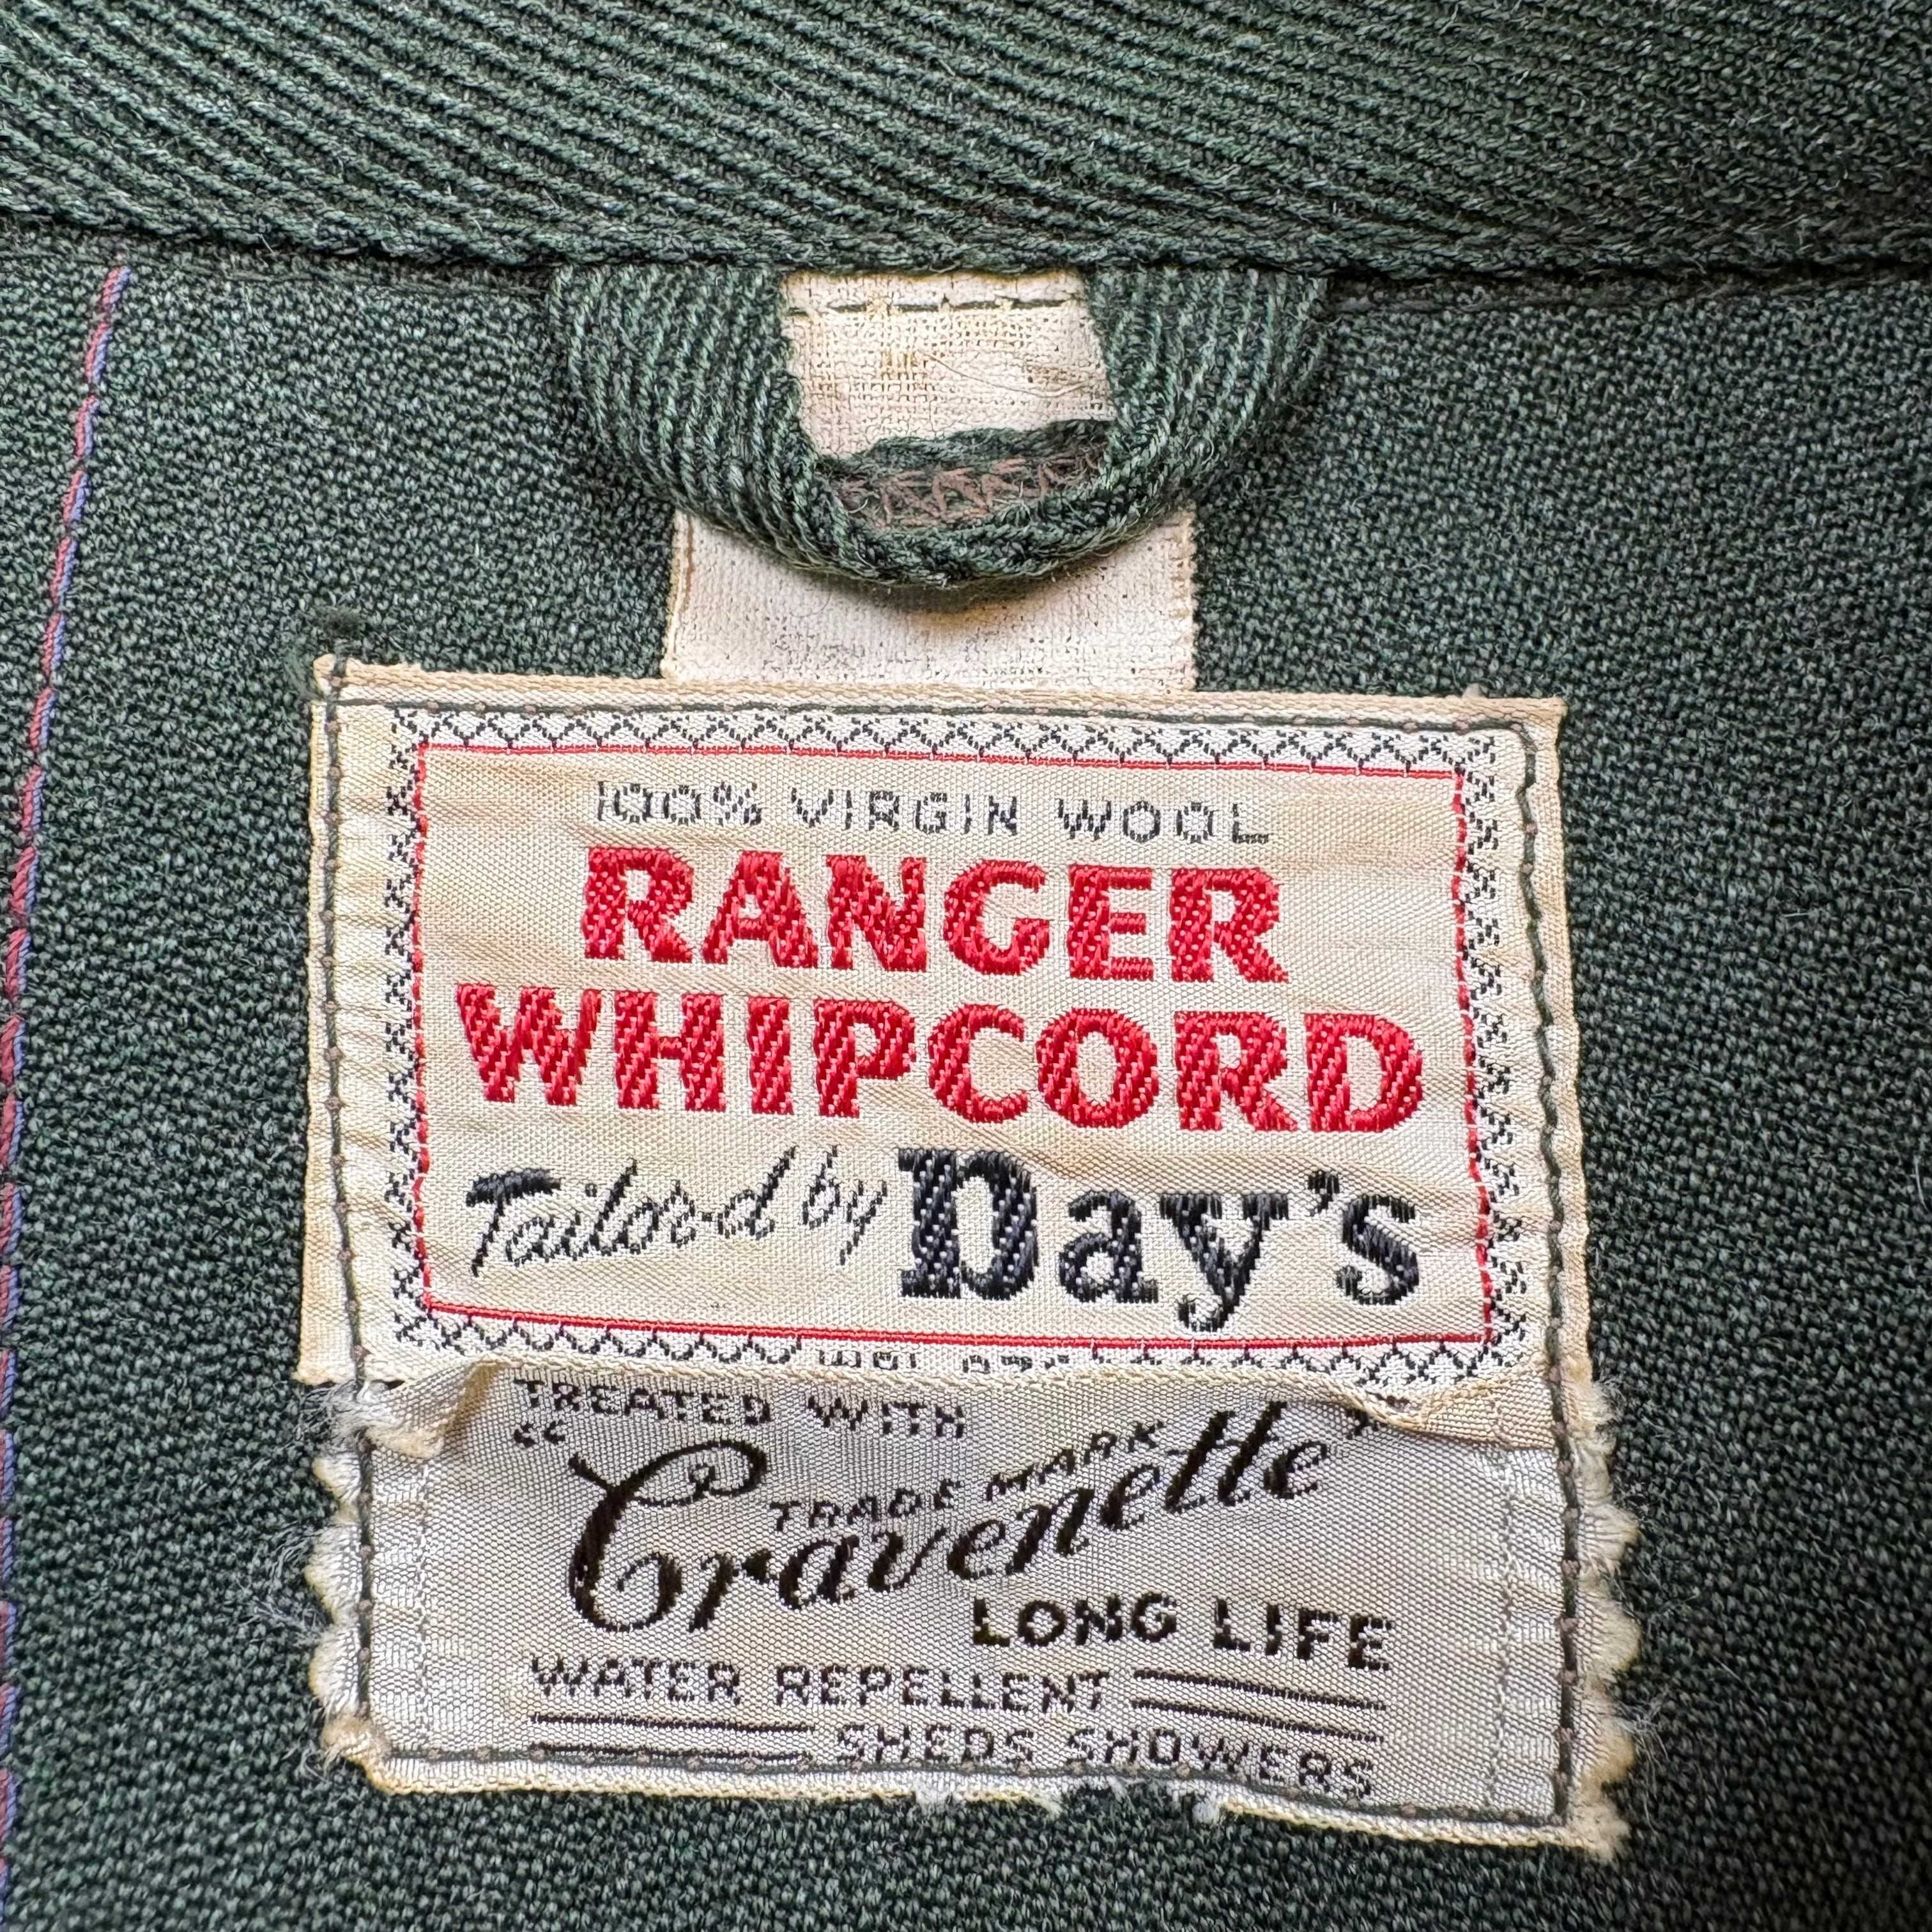 100% VIRGIN WOOL
RANGER
WHIPCORD
Tailored by Day's
TREATED WITH
"Cravenette"
TRADE MARK
LONG LIFE
WATER REPELLENT
SHEDS SHOWERS